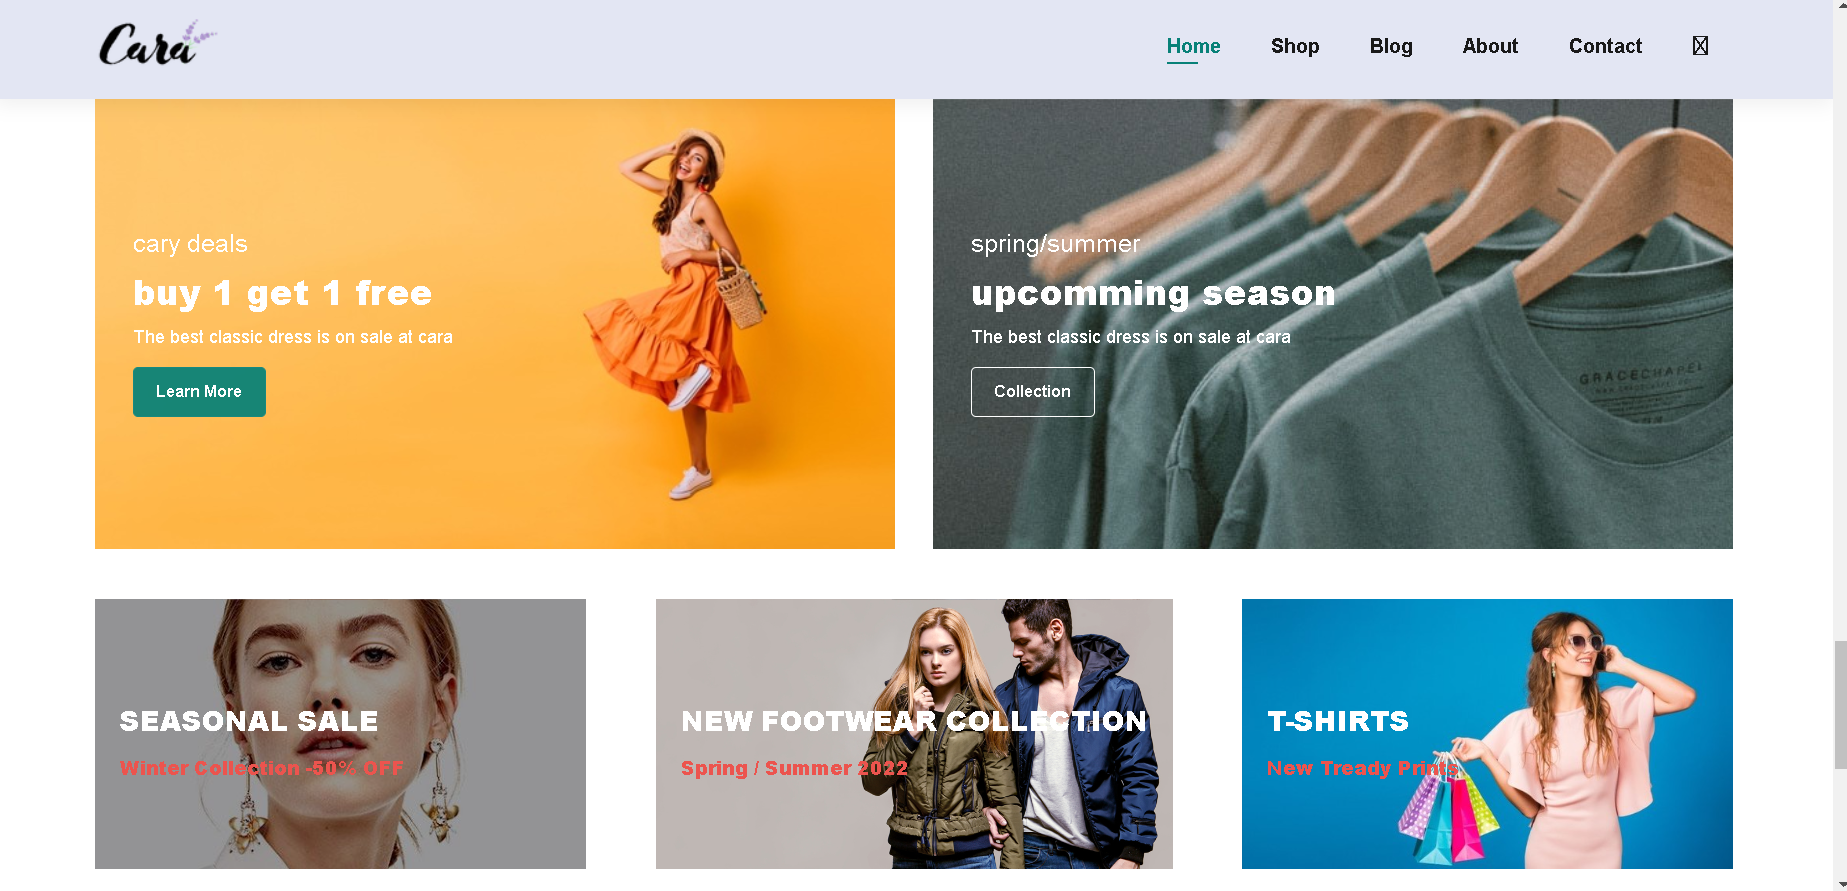 Cara
Home Shop Blog About Contact
cary deals
buy 1 get 1 free
The best classic dress is on sale at cara
Learn More
spring/summer
upcomming season
The best classic dress is on sale at cara
Collection
GRACECHAPEL
SEASONAL SALE
Winter Collection -50% OFF
NEW FOOTWEAR COLLECTION
Spring / Summer 2022
T-SHIRTS
New Tready Prints